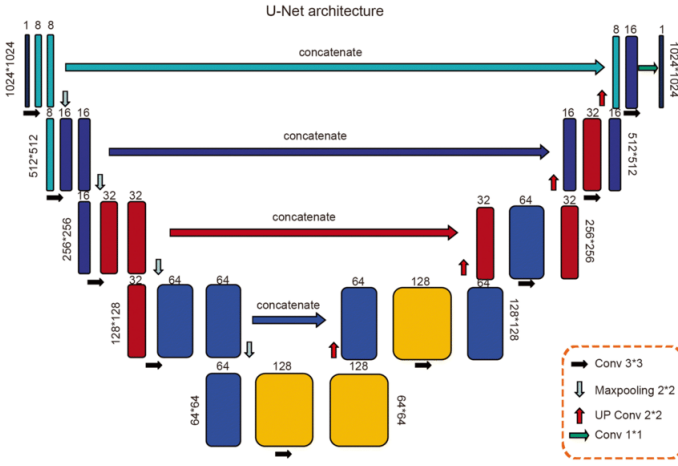 U-Net architecture
1 8 8
8 16
1
1024*1024
concatenate
1024*1024
8 16 16
16 32 16
512*512
concatenate
512*512
16 32 32
32 64 32
256*256
concatenate
256*256
32 64 64
64 128 64
128*128
concatenate
128*128
64 128 128
64*64
64*64
Conv 3*3
Maxpooling 2*2
UP Conv 2*2
Conv 1*1